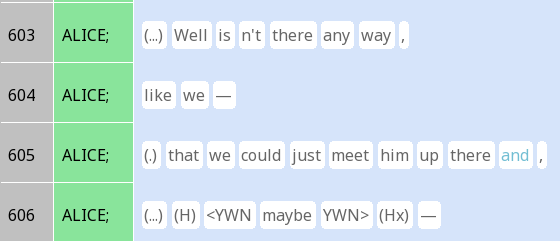 603 ALICE; (...) Well is n't there any way ,
604 ALICE; like we —
605 ALICE; (.) that we could just meet him up there and ,
606 ALICE; (...) (H) <YWN maybe YWN> (Hx) —